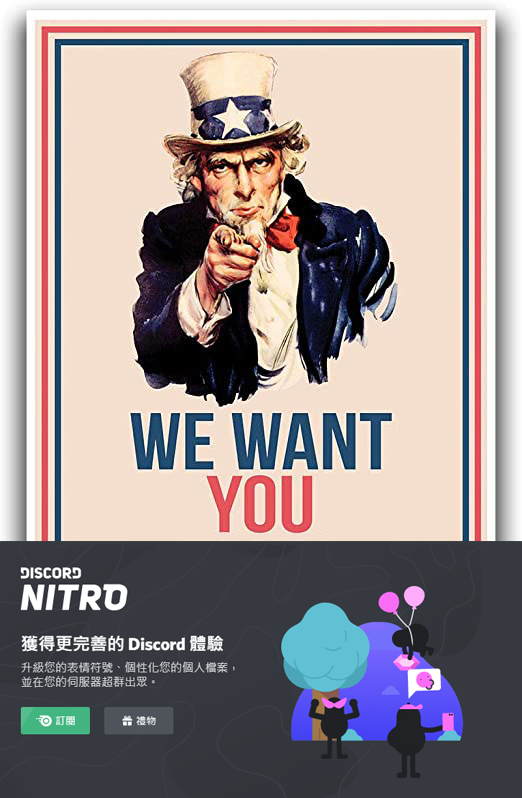 WE WANT
YOU
DISCORD
NITRO
獲得更完善的 Discord 體驗
升級您的表情符號、個性化您的個人檔案，
並在您的伺服器超群出眾。
訂閱
禮物